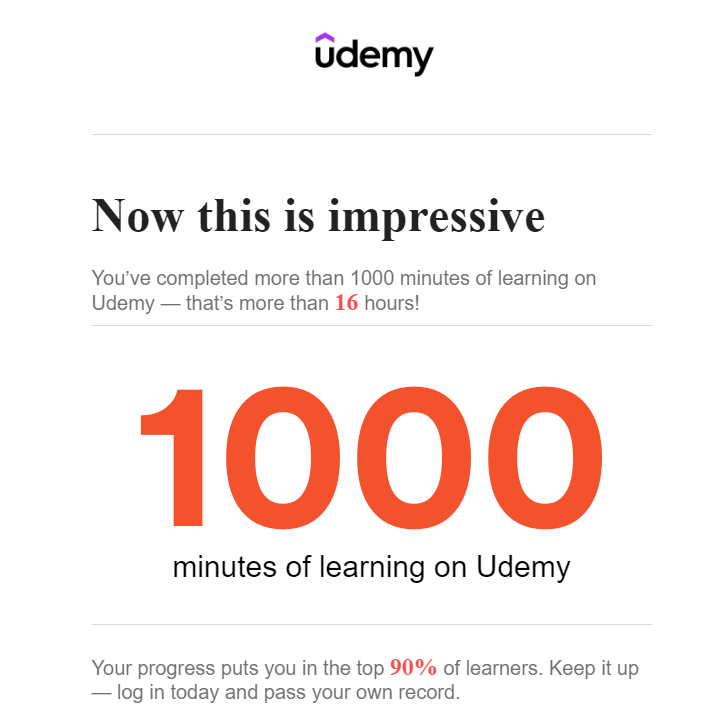 udemy
Now this is impressive
You’ve completed more than 1000 minutes of learning on
Udemy — that’s more than 16 hours!
1000
minutes of learning on Udemy
Your progress puts you in the top 90% of learners. Keep it up
— log in today and pass your own record.